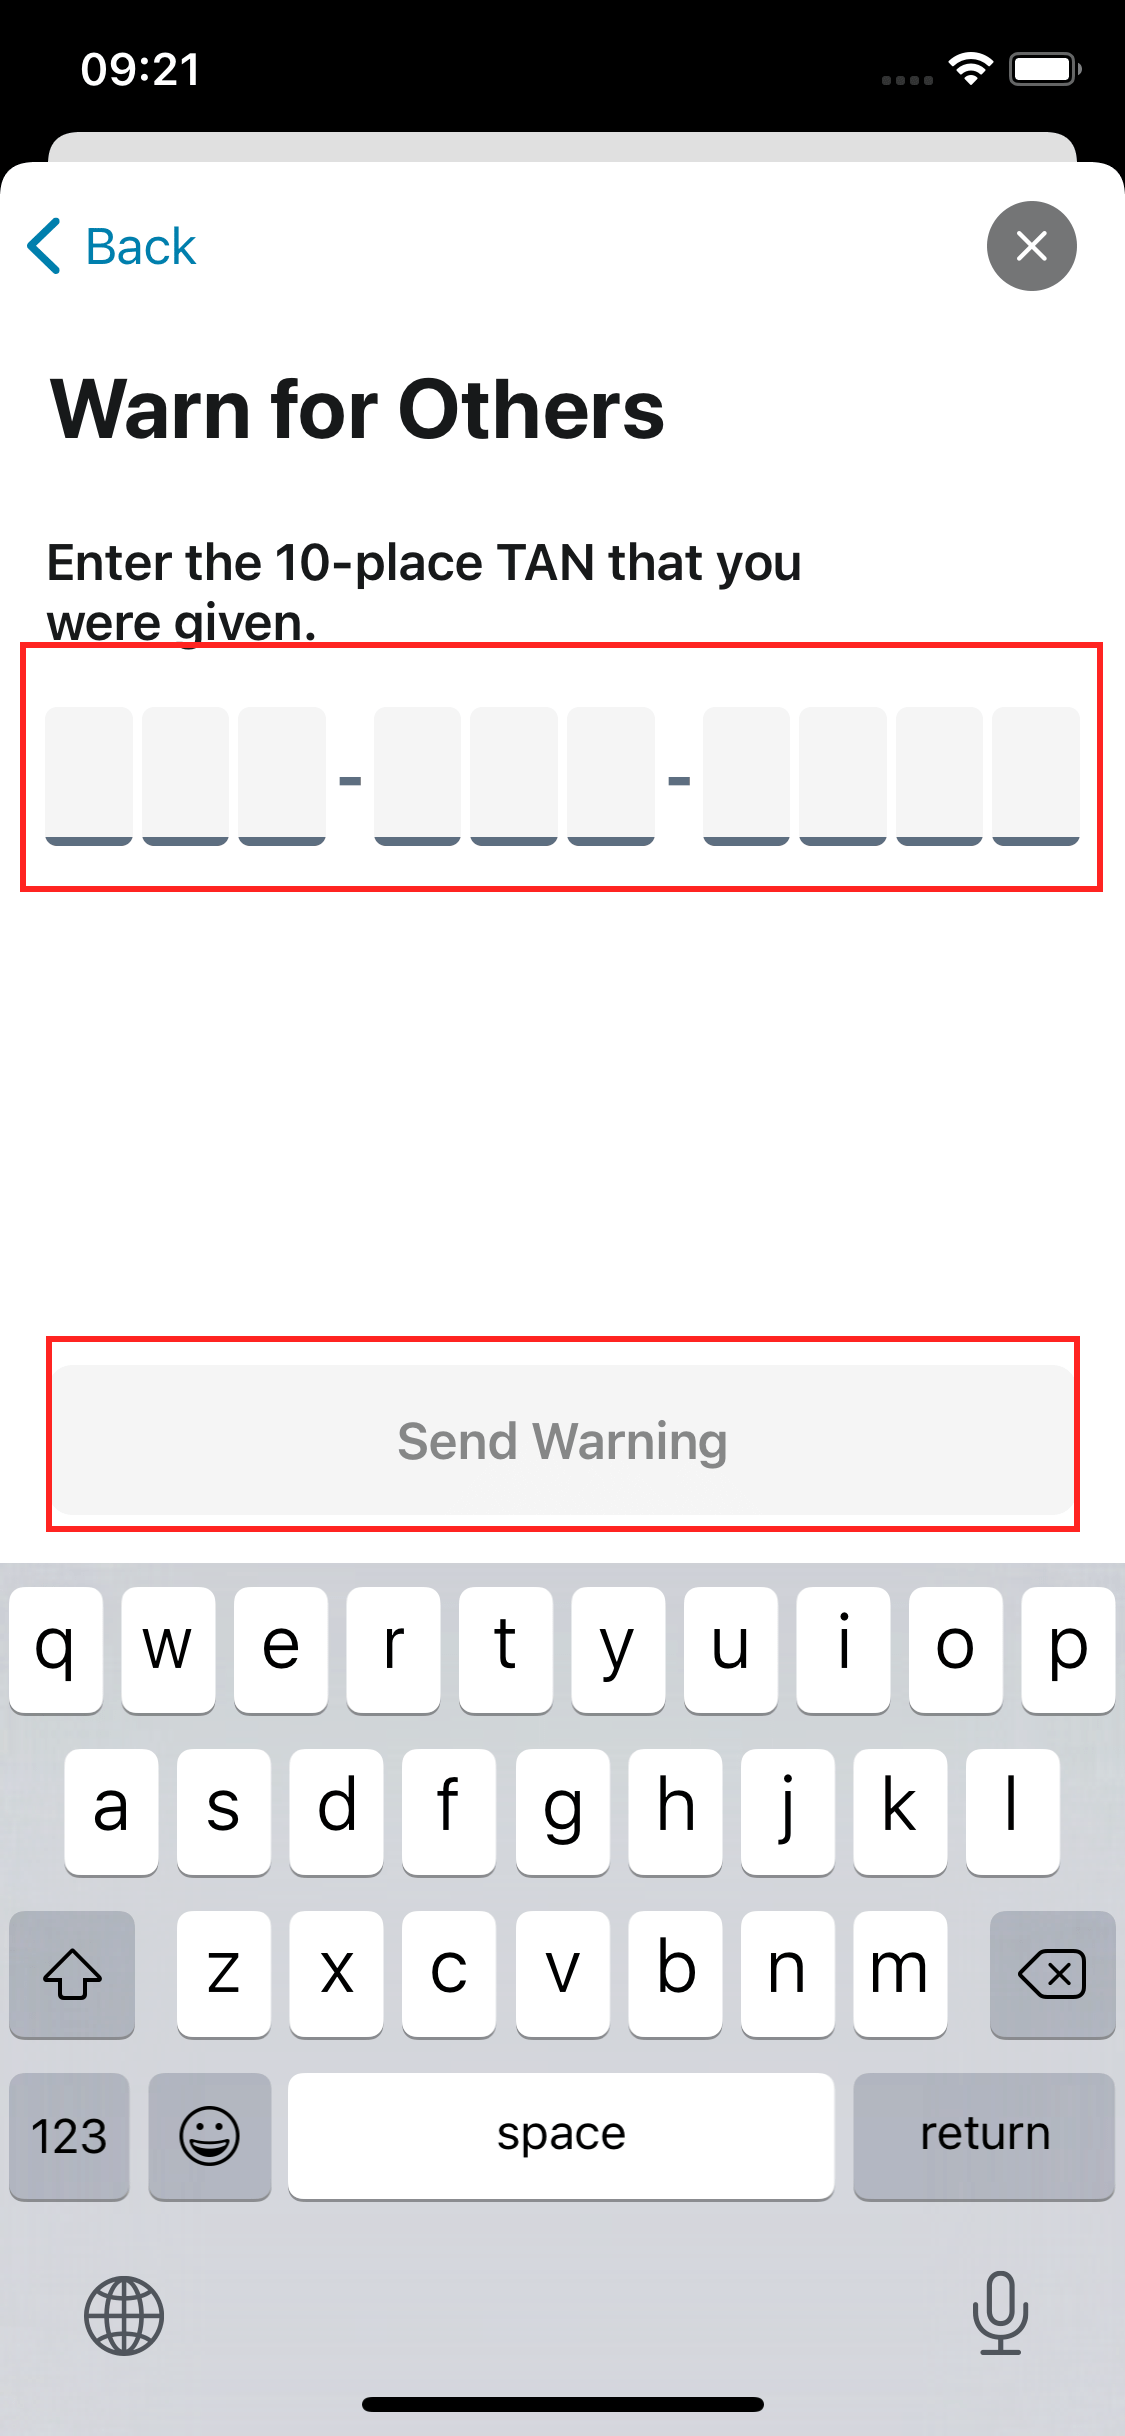 09:21
Back
Warn for Others
Enter the 10-place TAN that you
were given.
- -
Send Warning
q w e r t y u i o p
a s d f g h j k l
z x c v b n m
123 space return